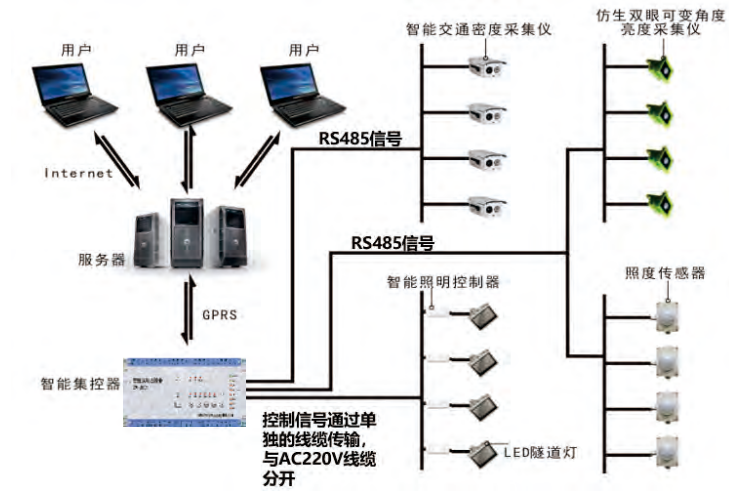 用户
用户
用户
智能交通密度采集仪
仿生双眼可变角度
亮度采集仪
RS485信号
Internet
服务器
RS485信号
智能照明控制器
照度传感器
GPRS
智能集控器
控制信号通过单
独的线缆传输，
与AC220V线缆
分开
LED隧道灯